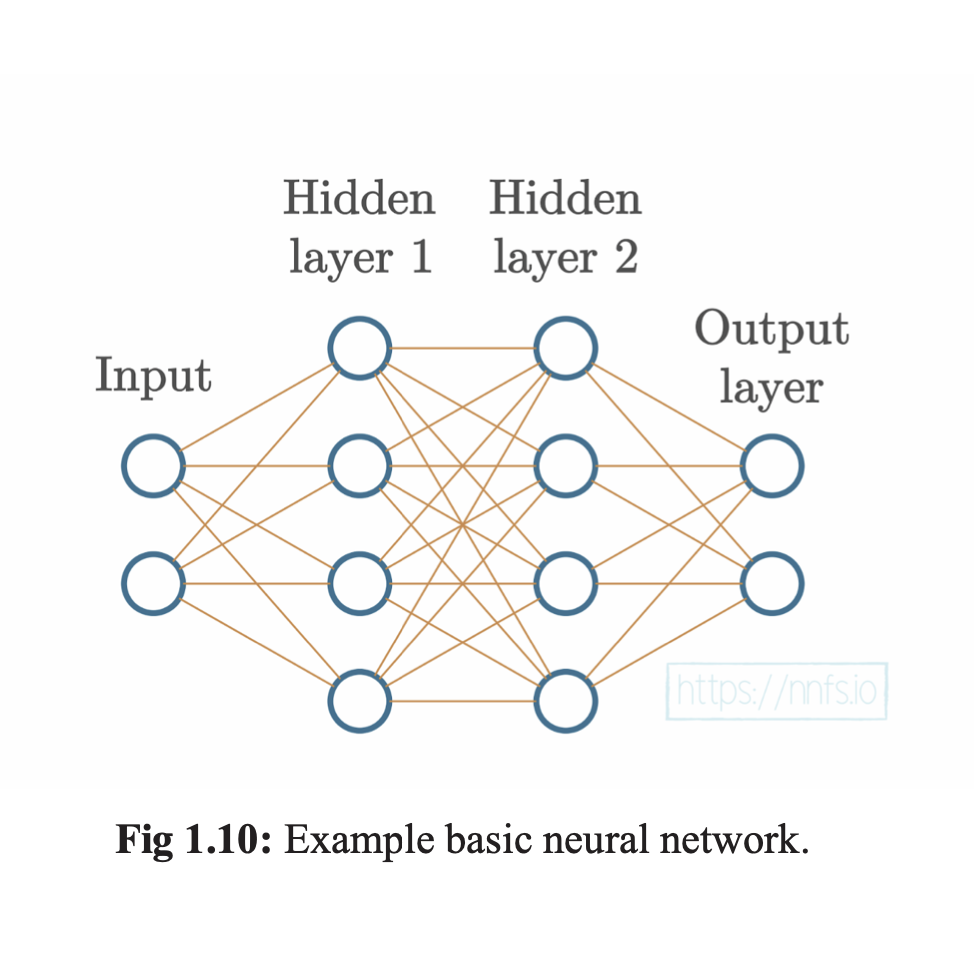 Hidden
layer 1
Hidden
layer 2
Input
Output
layer
https://nnfs.io
Fig 1.10: Example basic neural network.